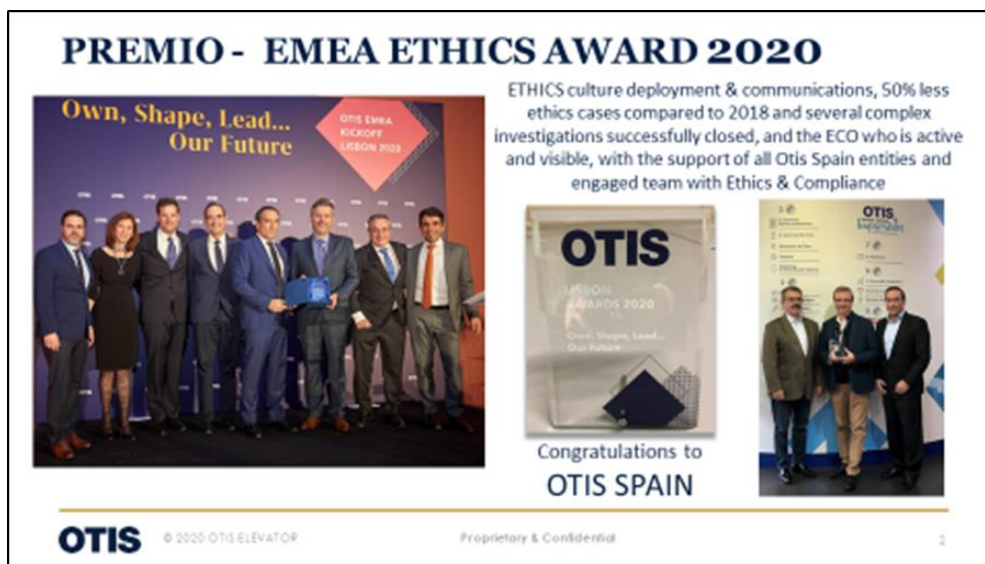 PREMIO - EMEA ETHICS AWARD 2020
Own, Shape, Lead...
Our Future
OTIS EMEA
KICKOFF
LISBON 2020
ETHICS culture deployment & communications, 50% less
ethics cases compared to 2018 and several complex
investigations successfully closed, and the ECO who is active
and visible, with the support of all Otis Spain entities and
engaged team with Ethics & Compliance
OTIS
LISBON
AWARDS 2020
Own, Shape, Lead...
Our Future
OTIS
Congratulations to
OTIS SPAIN
OTIS
© 2020 OTIS ELEVATOR
Proprietary & Confidential
2